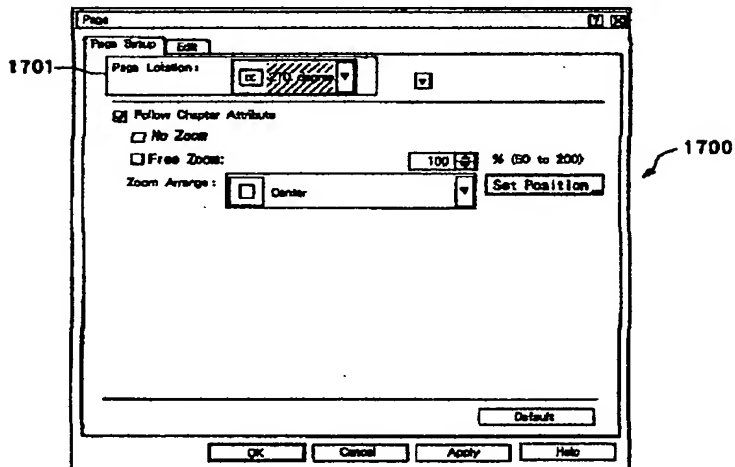 Page
Page Setup Edit
1701
Page Lotation:
270 degree
Follow Chapter Attribute
No Zoom
Free Zoom:
100
% (50 to 200)
1700
Zoom Arrange:
Center
Set Position
Default
OK Cancel Apply Help